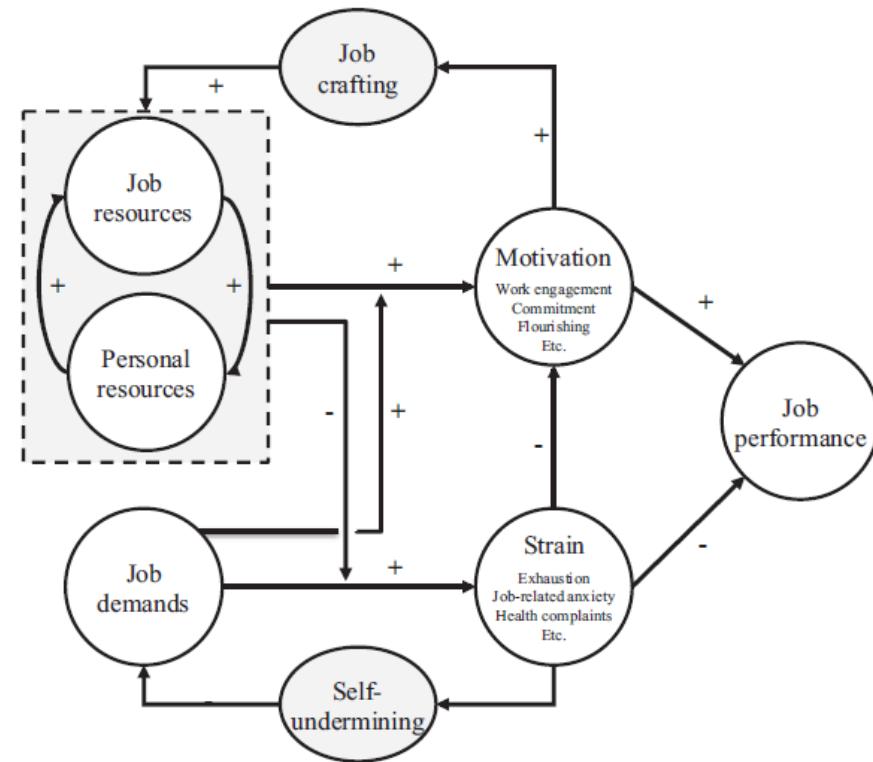 Job
crafting
+
+
Job
resources
+
+
Personal
resources
+
Motivation
Work engagement
Commitment
Flourishing
Etc.
+
-
+
-
Job
performance
Job
demands
+
Strain
Exhaustion
Job-related anxiety
Health complaints
Etc.
-
Self-
undermining
-